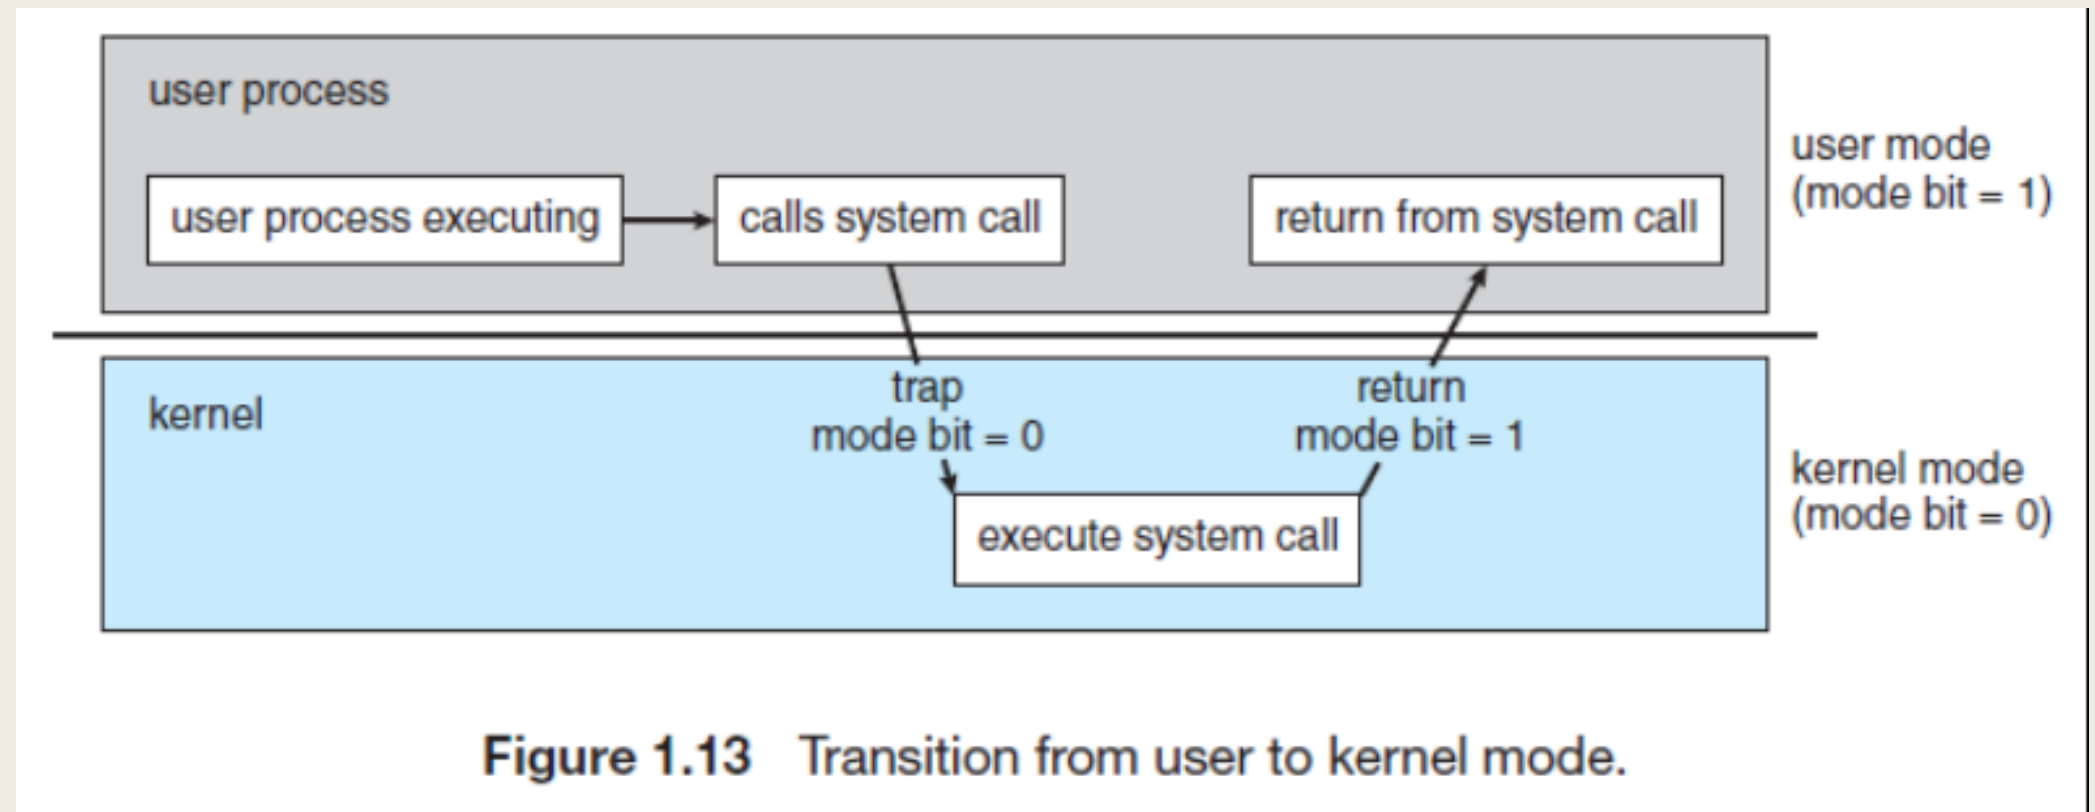 user process
user process executing
calls system call
return from system call
user mode
(mode bit = 1)
kernel
trap
mode bit = 0
return
mode bit = 1
execute system call
kernel mode
(mode bit = 0)
Figure 1.13 Transition from user to kernel mode.